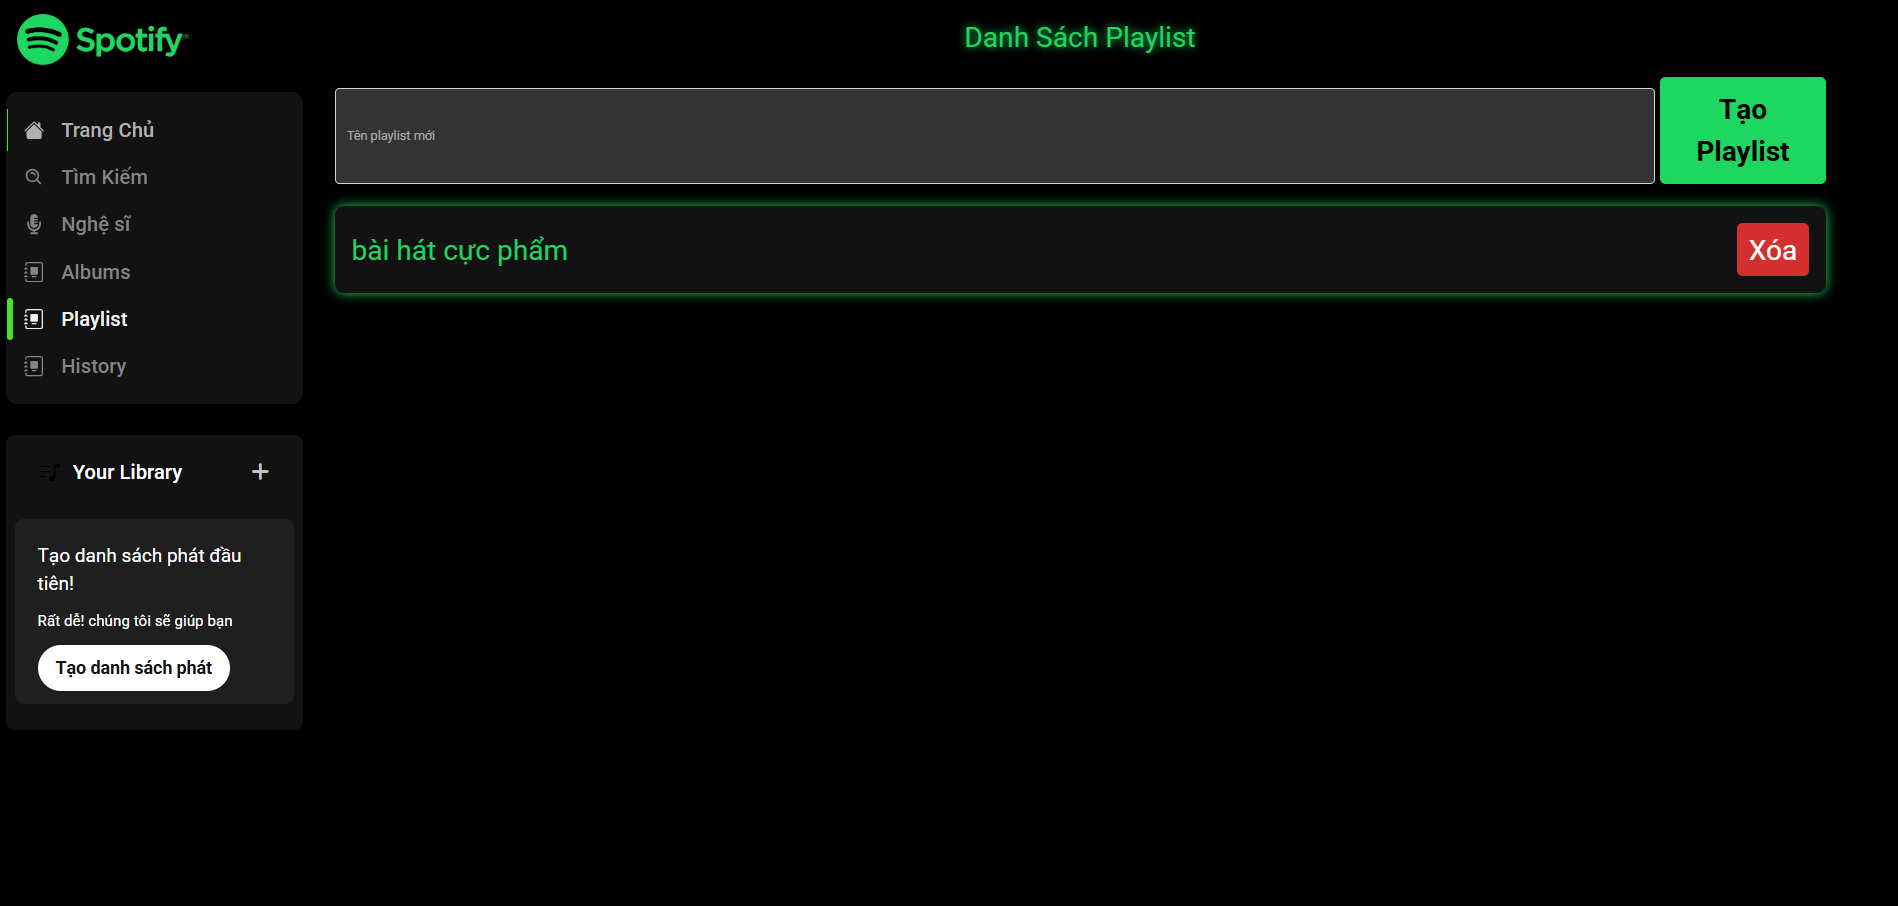 Spotify
Danh Sách Playlist
Trang Chủ
Tìm Kiếm
Nghệ sĩ
Albums
Playlist
History
Your Library
Tạo danh sách phát đầu
tiên!
Rất dễ! chúng tôi sẽ giúp bạn
Tạo danh sách phát
Tên playlist mới
Tạo
Playlist
bài hát cực phẩm
Xóa